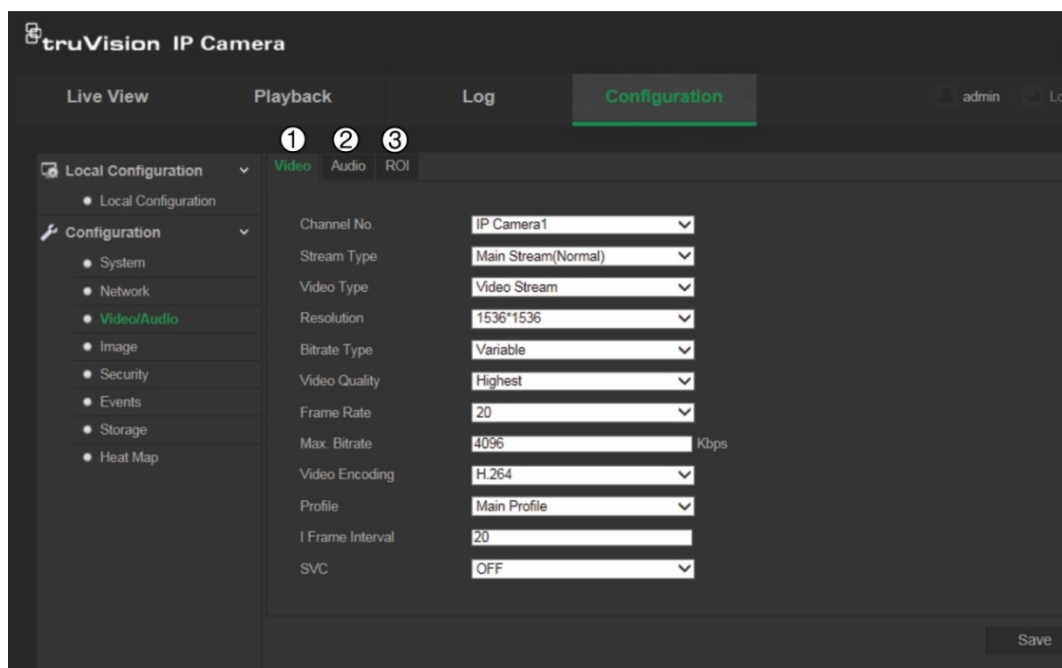 truVision IP Camera
Live View Playback Log Configuration admin
① ② ③
Video Audio ROI
Local Configuration
Local Configuration
Configuration
System
Network
Video/Audio
Image
Security
Events
Storage
Heat Map
Channel No. IP Camera1
Stream Type Main Stream(Normal)
Video Type Video Stream
Resolution 1536*1536
Bitrate Type Variable
Video Quality Highest
Frame Rate 20
Max. Bitrate 4096 Kbps
Video Encoding H.264
Profile Main Profile
I Frame Interval 20
SVC OFF
Save